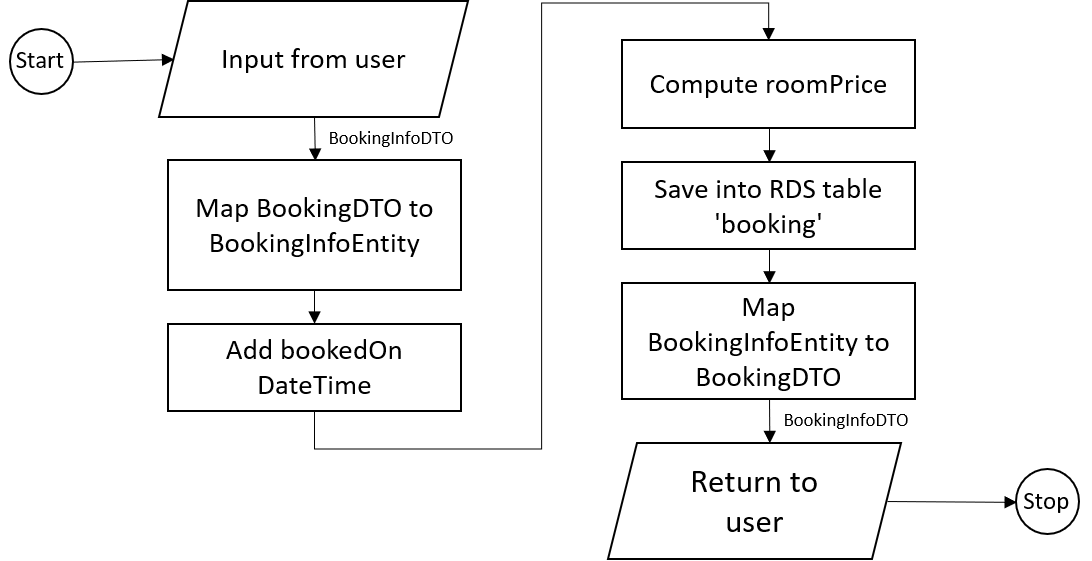 Start
Input from user
BookingInfoDTO
Map BookingDTO to
BookingInfoEntity
Add bookedOn
DateTime
Compute roomPrice
Save into RDS table
'booking'
Map
BookingInfoEntity to
BookingDTO
BookingInfoDTO
Return to
user
Stop